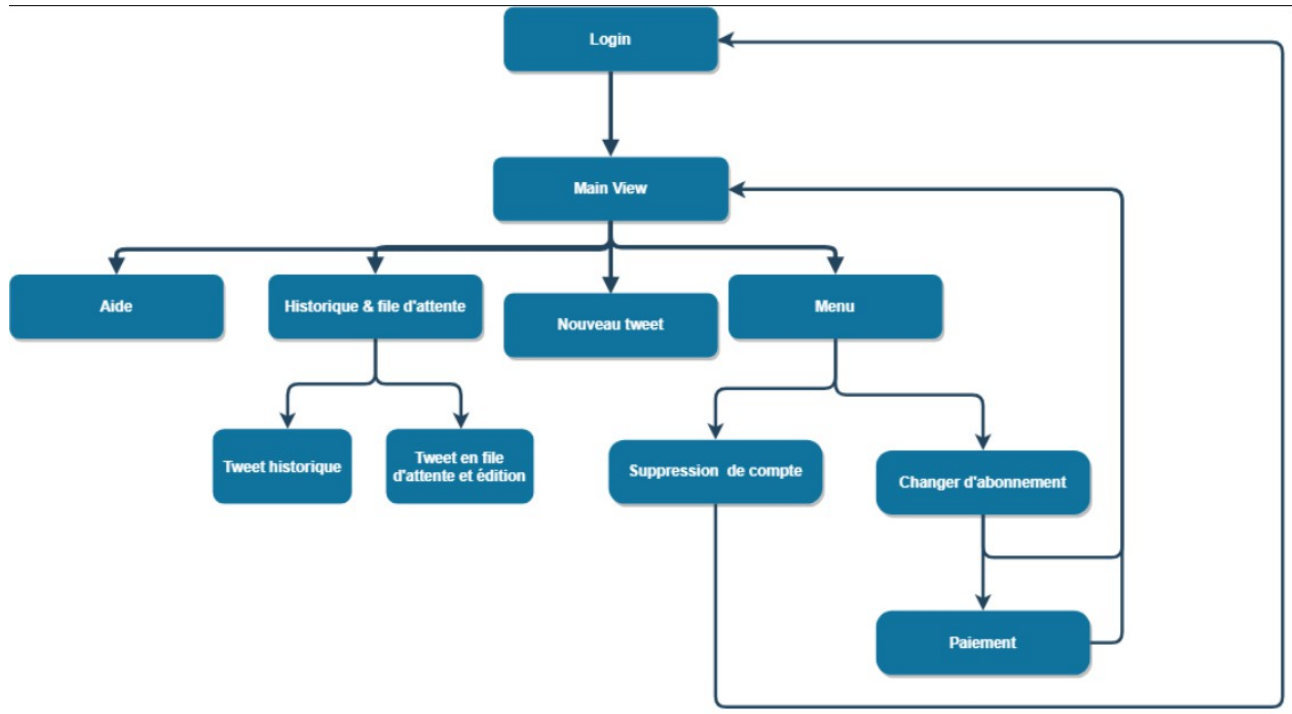 Login
Main View
Aide
Historique & file d'attente
Nouveau tweet
Menu
Tweet historique
Tweet en file
d'attente et édition
Suppression de compte
Changer d'abonnement
Paiement